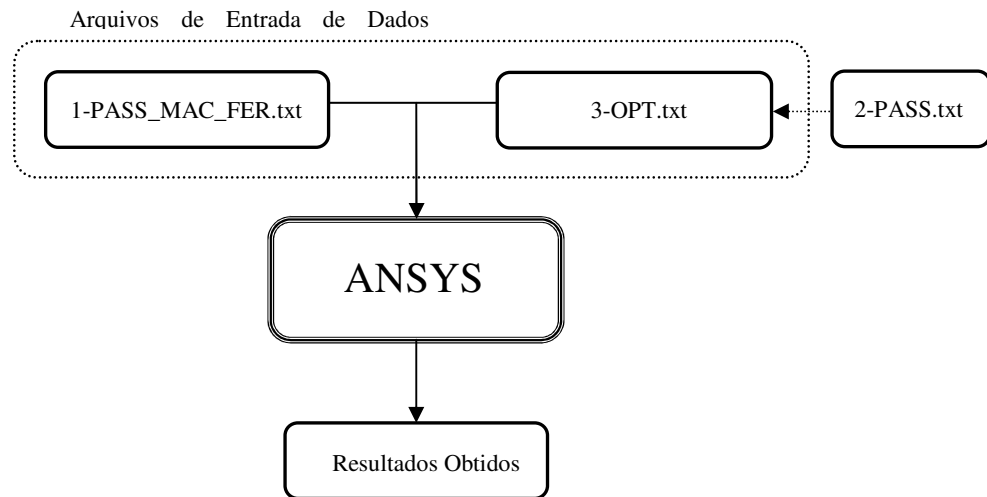 Arquivos de Entrada de Dados
1-PASS_MAC_FER.txt
3-OPT.txt
2-PASS.txt
ANSYS
Resultados Obtidos